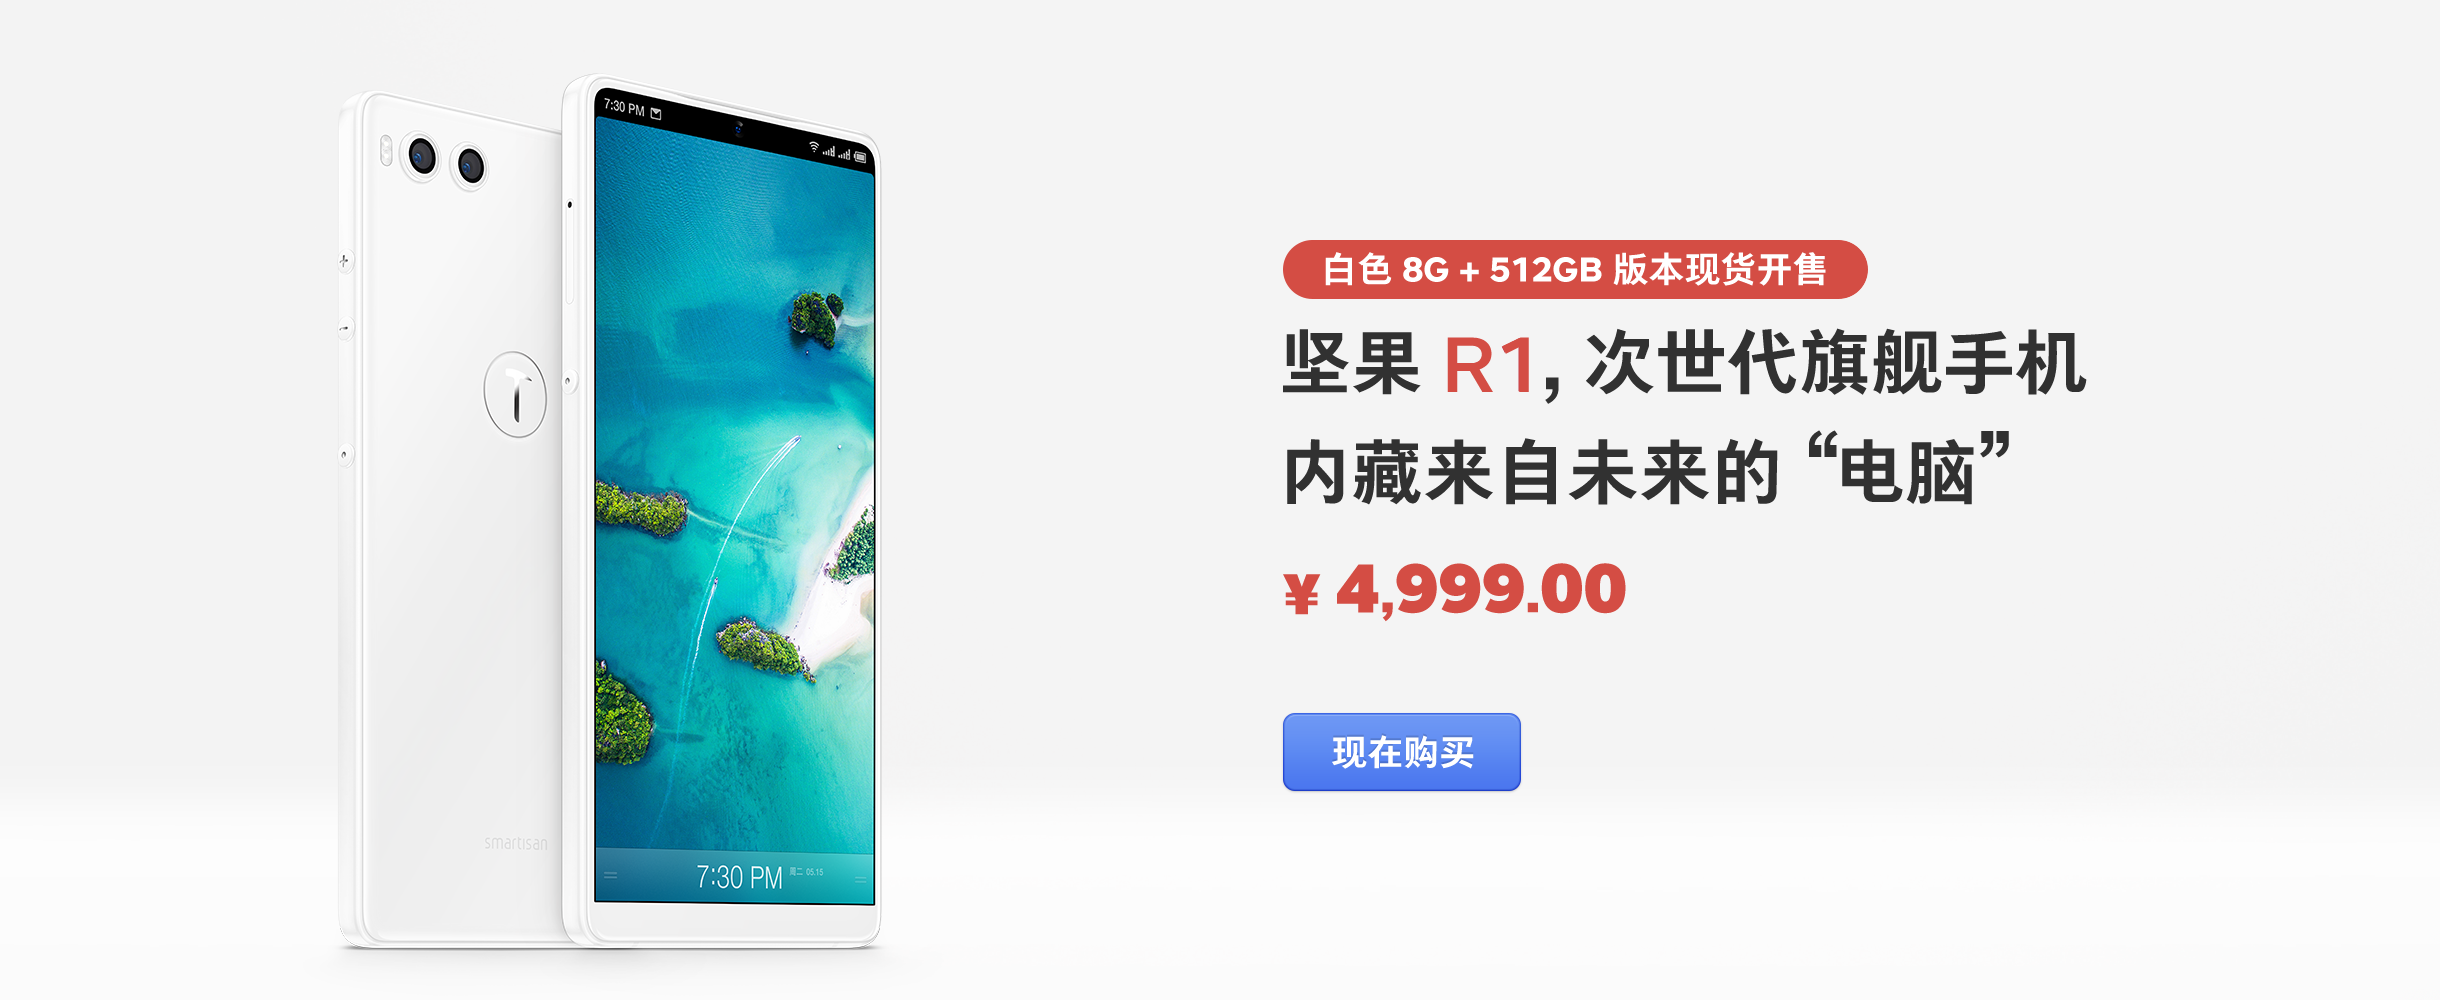 7:30 PM
smartisan
7:30 PM 周二 05.15
白色 8G + 512GB 版本现货开售
坚果 R1, 次世代旗舰手机
内藏来自未来的 “电脑”
¥ 4,999.00
现在购买